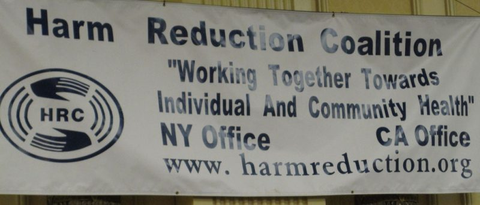 Harm Reduction Coalition
"Working Together Towards
Individual And Community Health"
HRC
NY Office CA Office
www. harmreduction.org